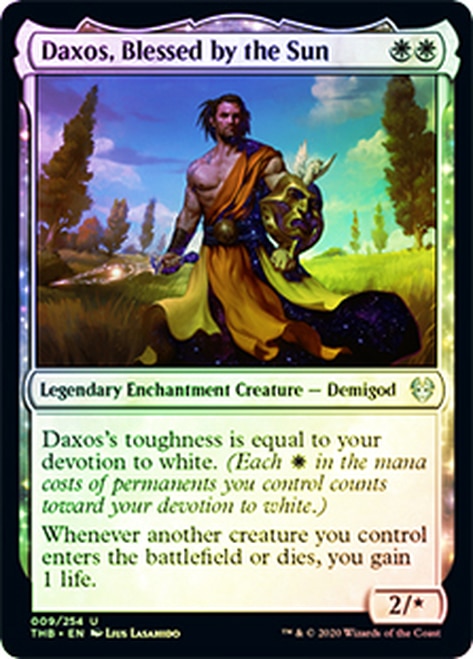 Daxos, Blessed by the Sun
Legendary Enchantment Creature — Demigod
Daxos's toughness is equal to your
devotion to white. (Each ☀ in the mana
costs of permanents you control counts
toward your devotion to white.)
Whenever another creature you control
enters the battlefield or dies, you gain
1 life.
2/*
009/254 U
THB • EN Lius Lasahido
™ & © 2020 Wizards of the Coast